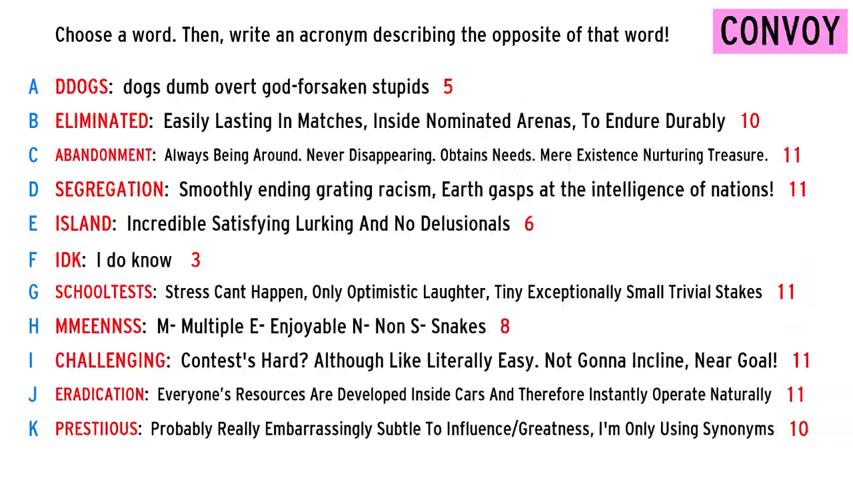 Choose a word. Then, write an acronym describing the opposite of that word!
CONVOY
A DDOGS: dogs dumb overt god-forsaken stupids 5
B ELIMINATED: Easily Lasting In Matches, Inside Nominated Arenas, To Endure Durably 10
C ABANDONMENT: Always Being Around. Never Disappearing. Obtains Needs. Mere Existence Nurturing Treasure. 11
D SEGREGATION: Smoothly ending grating racism, Earth gasps at the intelligence of nations! 11
E ISLAND: Incredible Satisfying Lurking And No Delusionals 6
F IDK: I do know 3
G SCHOOLTESTS: Stress Cant Happen, Only Optimistic Laughter, Tiny Exceptionally Small Trivial Stakes 11
H MMEENNSS: M- Multiple E- Enjoyable N- Non S- Snakes 8
I CHALLENGING: Contest's Hard? Although Like Literally Easy. Not Gonna Incline, Near Goal! 11
J ERADICATION: Everyone's Resources Are Developed Inside Cars And Therefore Instantly Operate Naturally 11
K PRESTIIOUS: Probably Really Embarrassingly Subtle To Influence/Greatness, I'm Only Using Synonyms 10